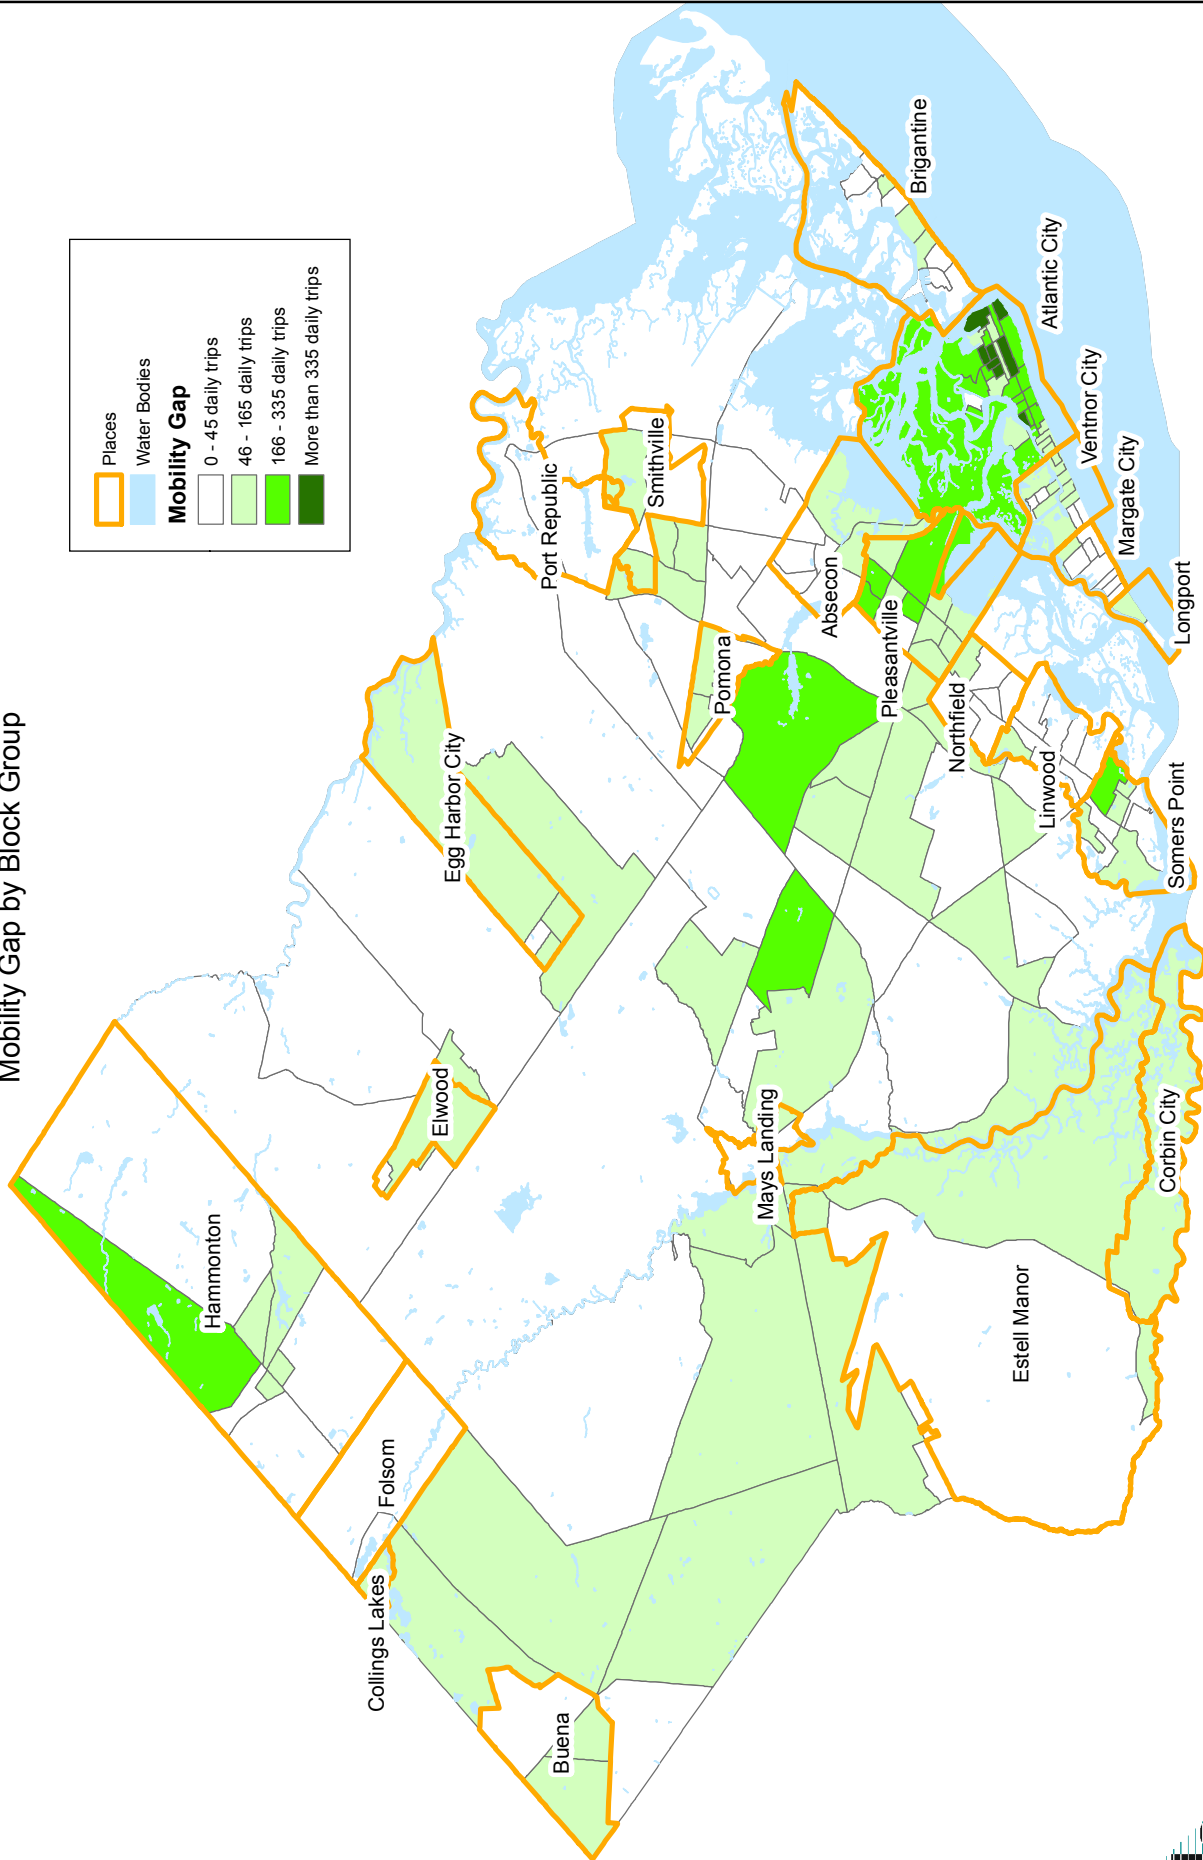 Mobility Gap by Block Group
Places
Water Bodies
Mobility Gap
0 - 45 daily trips
46 - 165 daily trips
166 - 335 daily trips
More than 335 daily trips
Hammonton
Elwood
Egg Harbor City
Port Republic
Smithville
Folsom
Collings Lakes
Buena
Pomona
Absecon
Brigantine
Mays Landing
Pleasantville
Northfield
Linwood
Atlantic City
Ventnor City
Margate City
Longport
Somers Point
Estell Manor
Corbin City